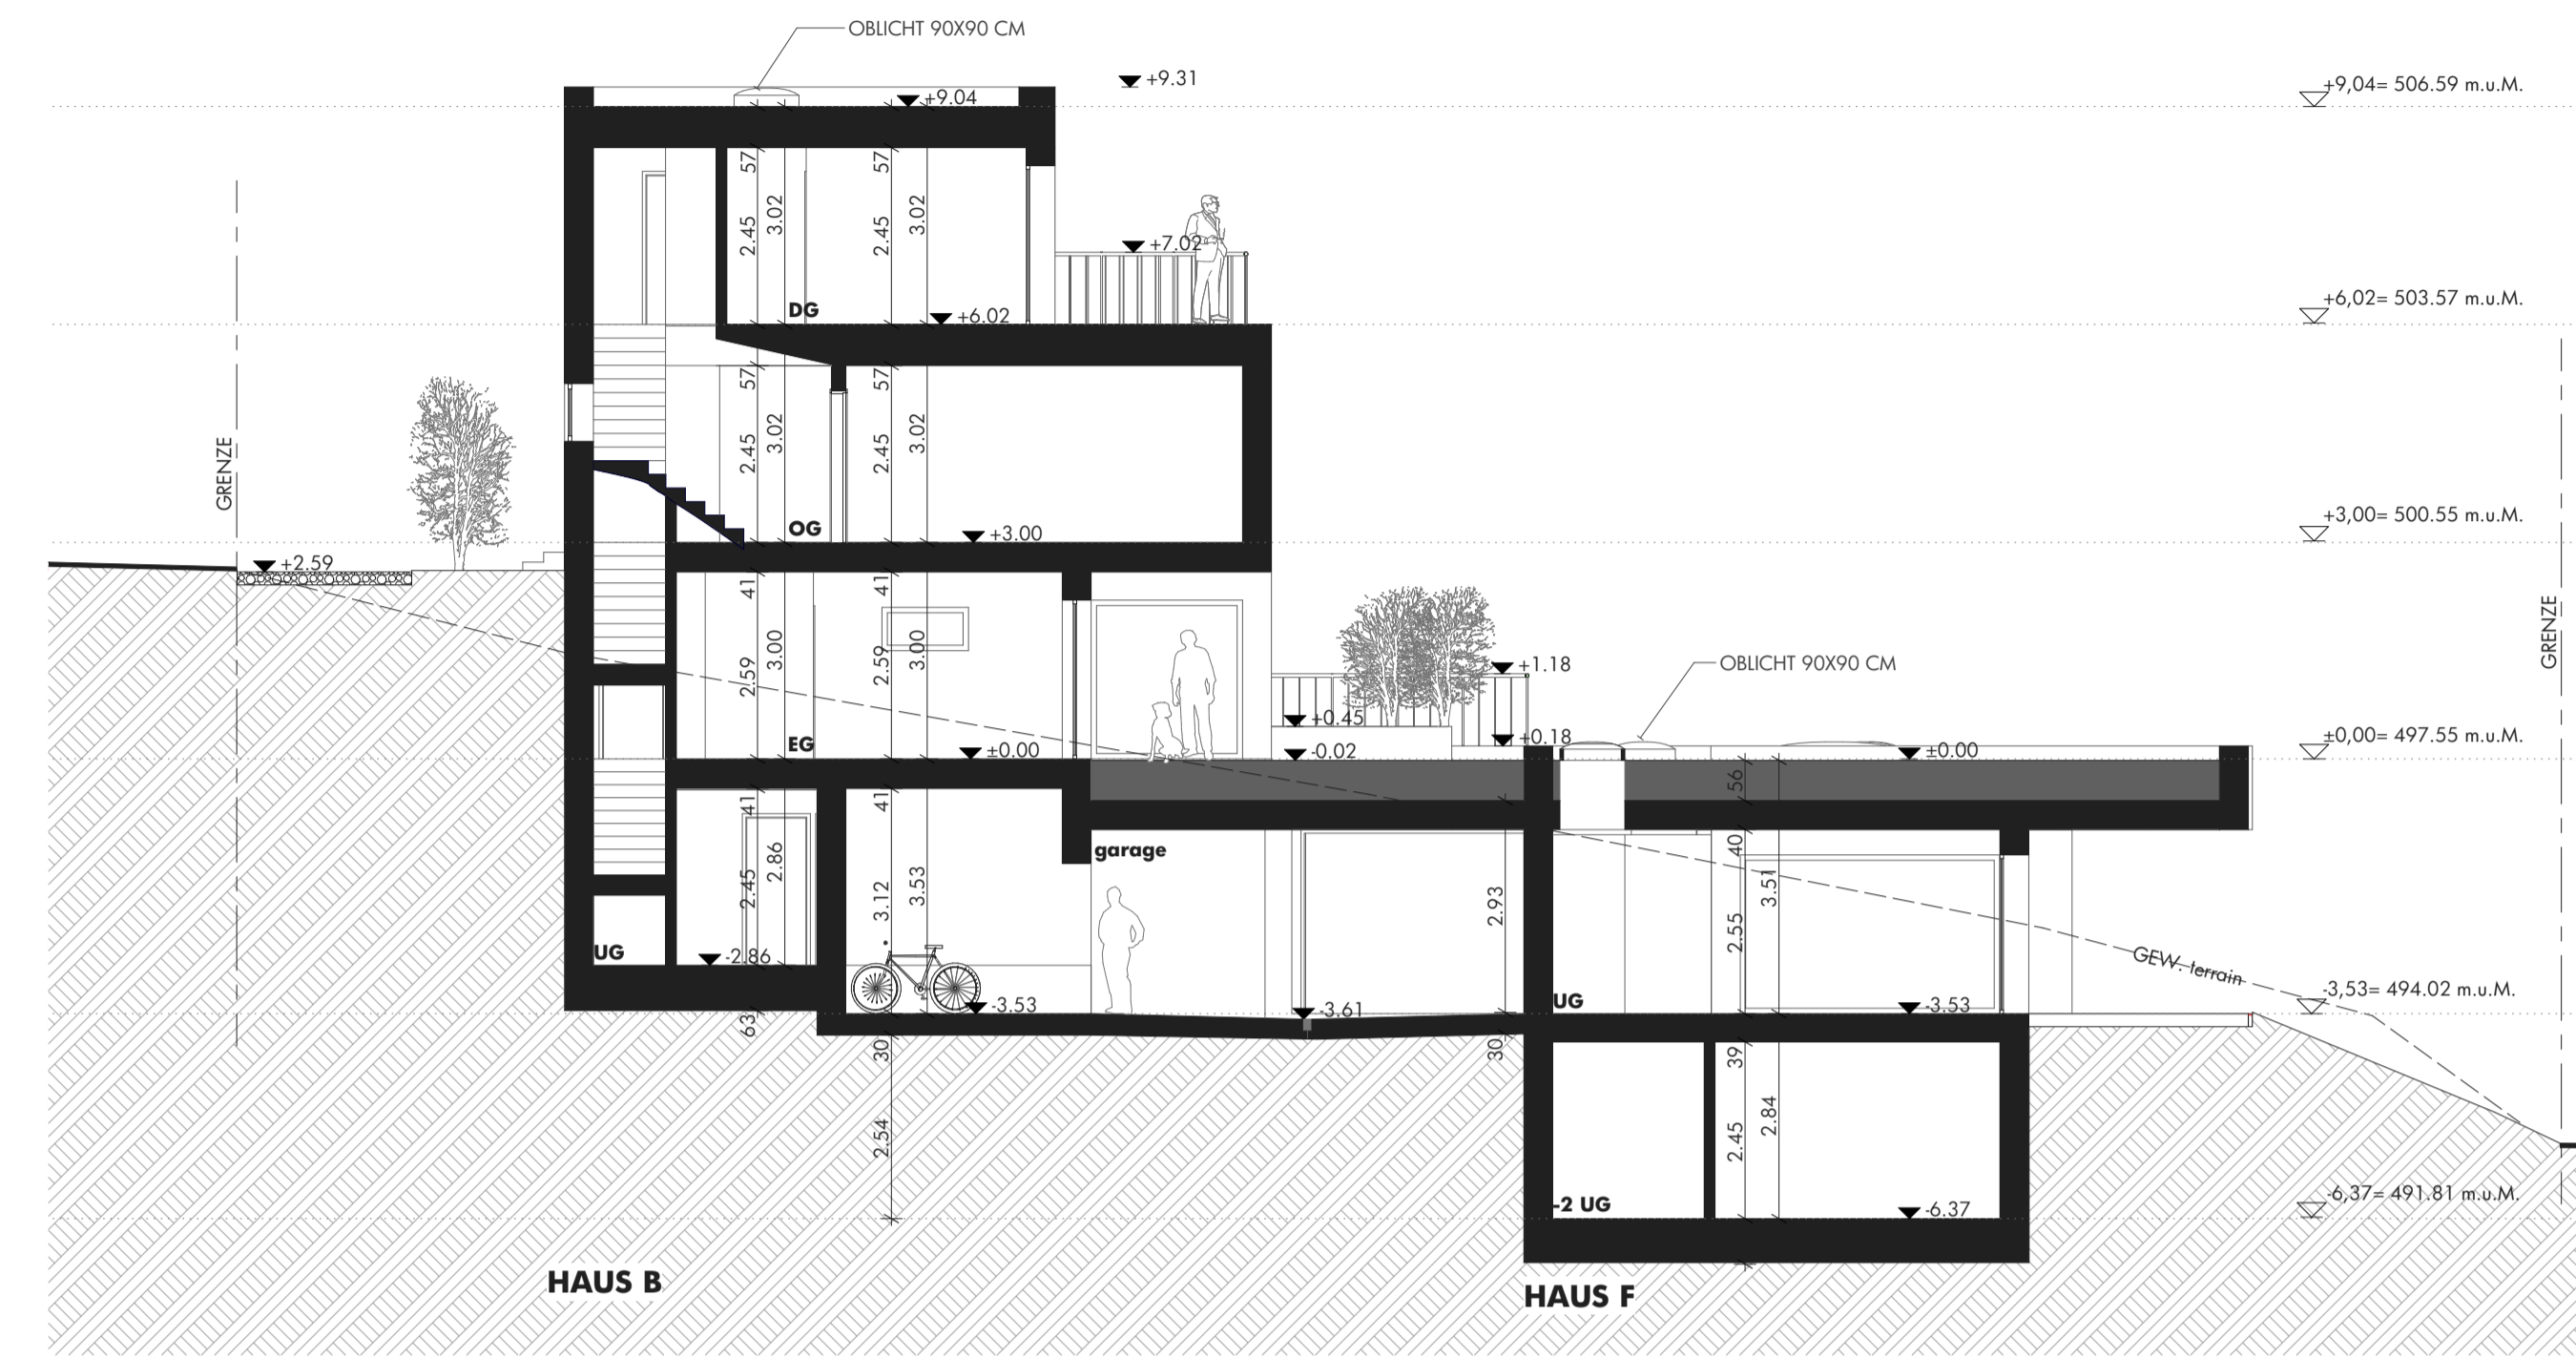 OBLICHT 90X90 CM
+9.31
+9,04= 506.59 m.u.M.
+9.04
57
57
2.45
3.02
2.45
3.02
+7.02
DG
+6.02
+6,02= 503.57 m.u.M.
57
57
2.45
3.02
2.45
3.02
GRENZE
OG
+3.00
+3,00= 500.55 m.u.M.
+2.59
41
41
2.59
3.00
2.59
3.00
GRENZE
+1.18
OBLICHT 90X90 CM
+0.45
+0.18
EG
±0.00
-0.02
±0.00
±0,00= 497.55 m.u.M.
56
41
41
garage
40
2.45
2.86
3.12
3.53
2.93
2.55
3.51
UG
-2.86
GEW. terrain
-3.53
-3.61
UG
-3.53
-3,53= 494.02 m.u.M.
63
30
30
39
2.54
2.45
2.84
-2 UG
-6.37
-6,37= 491.81 m.u.M.
HAUS B
HAUS F